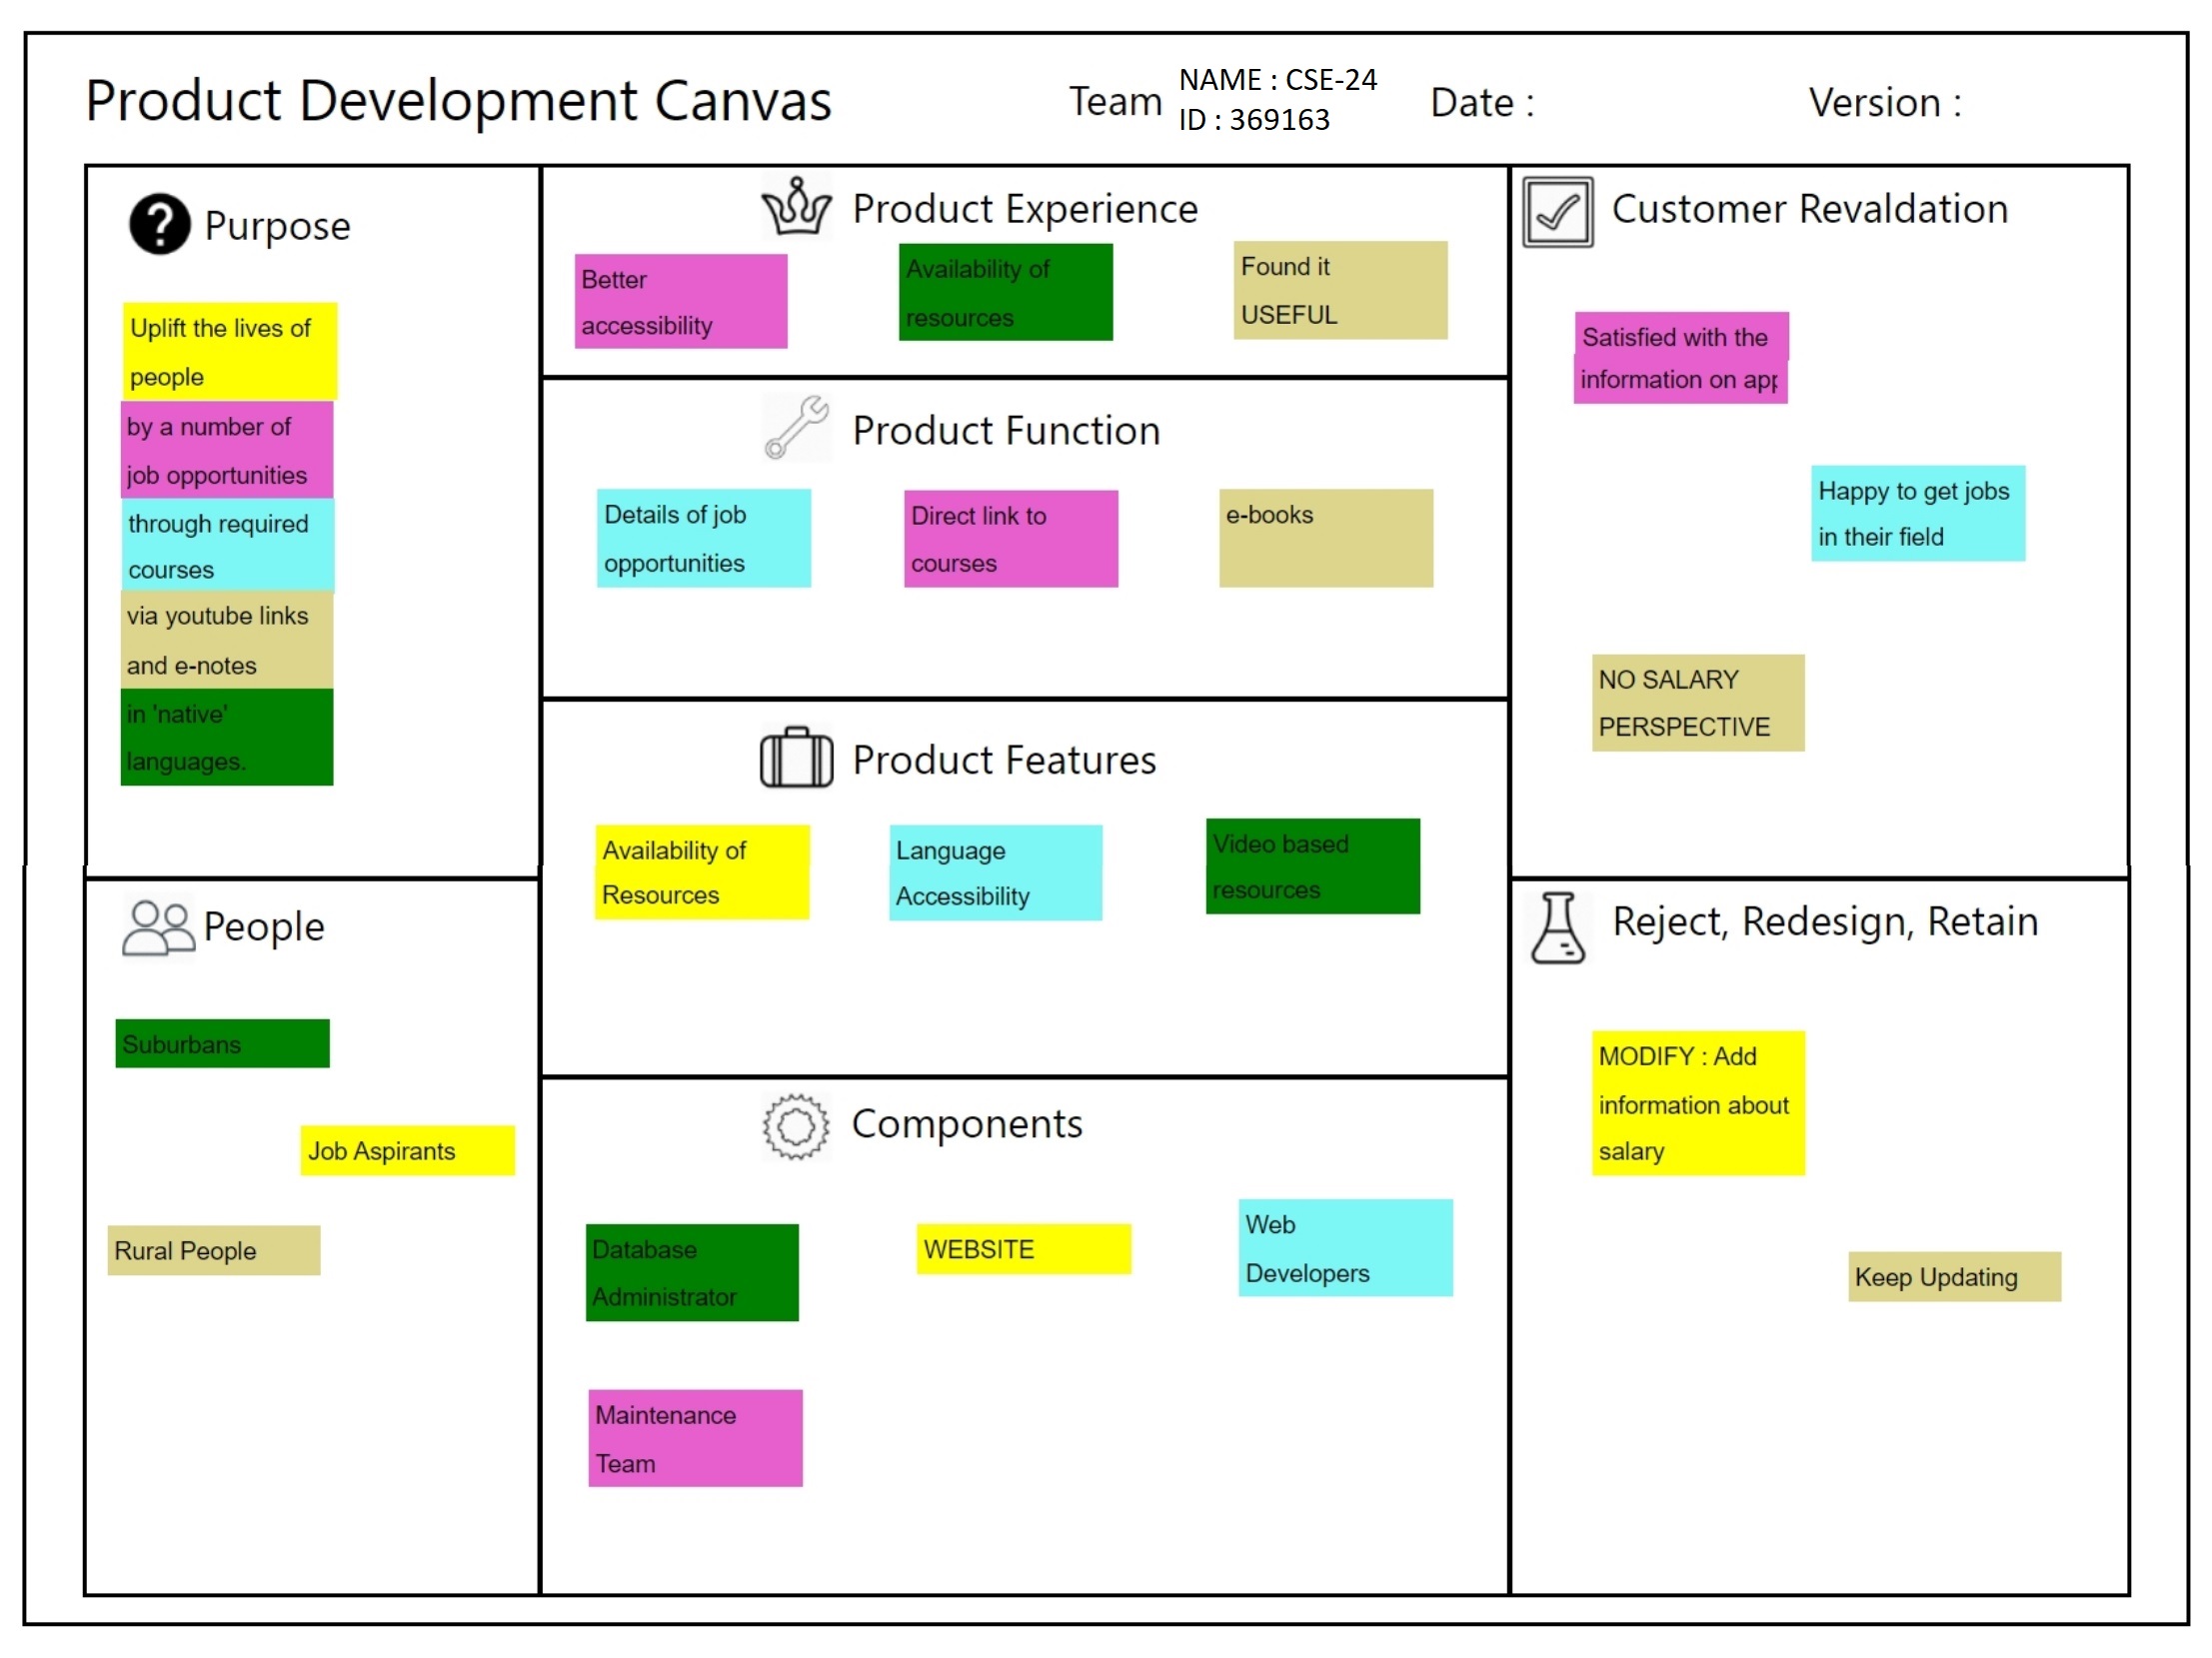 Product Development Canvas
Team
NAME : CSE-24
ID : 369163
Date :
Version :
Purpose
Uplift the lives of
people
by a number of
job opportunities
through required
courses
via youtube links
and e-notes
in 'native'
languages.
People
Suburbans
Job Aspirants
Rural People
Product Experience
Better
accessibility
Availability of
resources
Found it
USEFUL
Product Function
Details of job
opportunities
Direct link to
courses
e-books
Product Features
Availability of
Resources
Language
Accessibility
Video based
resources
Components
Database
Administrator
WEBSITE
Web
Developers
Maintenance
Team
Customer Revaldation
Satisfied with the
information on app
Happy to get jobs
in their field
NO SALARY
PERSPECTIVE
Reject, Redesign, Retain
MODIFY : Add
information about
salary
Keep Updating